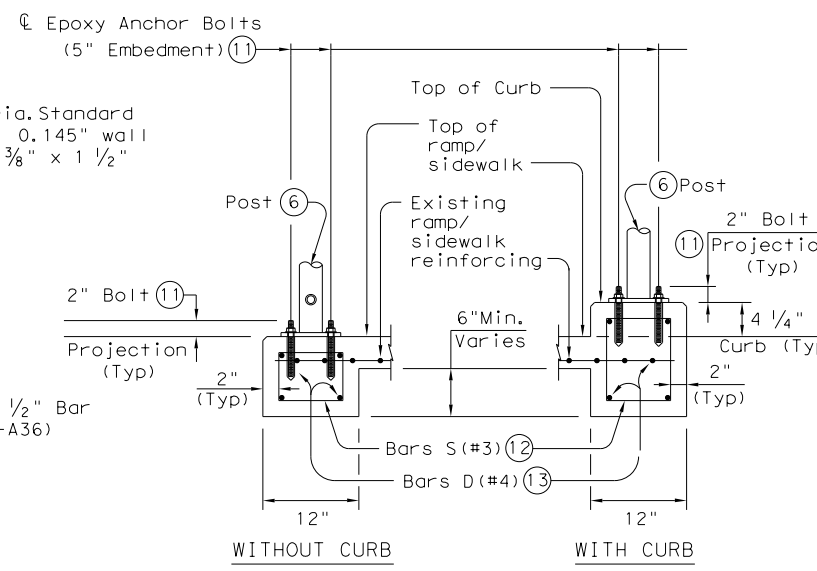 ℄ Epoxy Anchor Bolts
(5" Embedment) 11
ia. Standard
0.145" wall
3/8" x 1 1/2"
Top of Curb
Top of
ramp/
sidewalk
Post 6
6 Post
Existing
ramp/
sidewalk
reinforcing
2" Bolt
11 Projectio
(Typ)
2" Bolt 11
Projection
(Typ)
6"Min.
Varies
4 1/4"
Curb (Typ
2"
(Typ)
2"
(Typ)
1/2" Bar
-A36)
Bars S(#3) 12
Bars D(#4) 13
12"
12"
WITHOUT CURB
WITH CURB